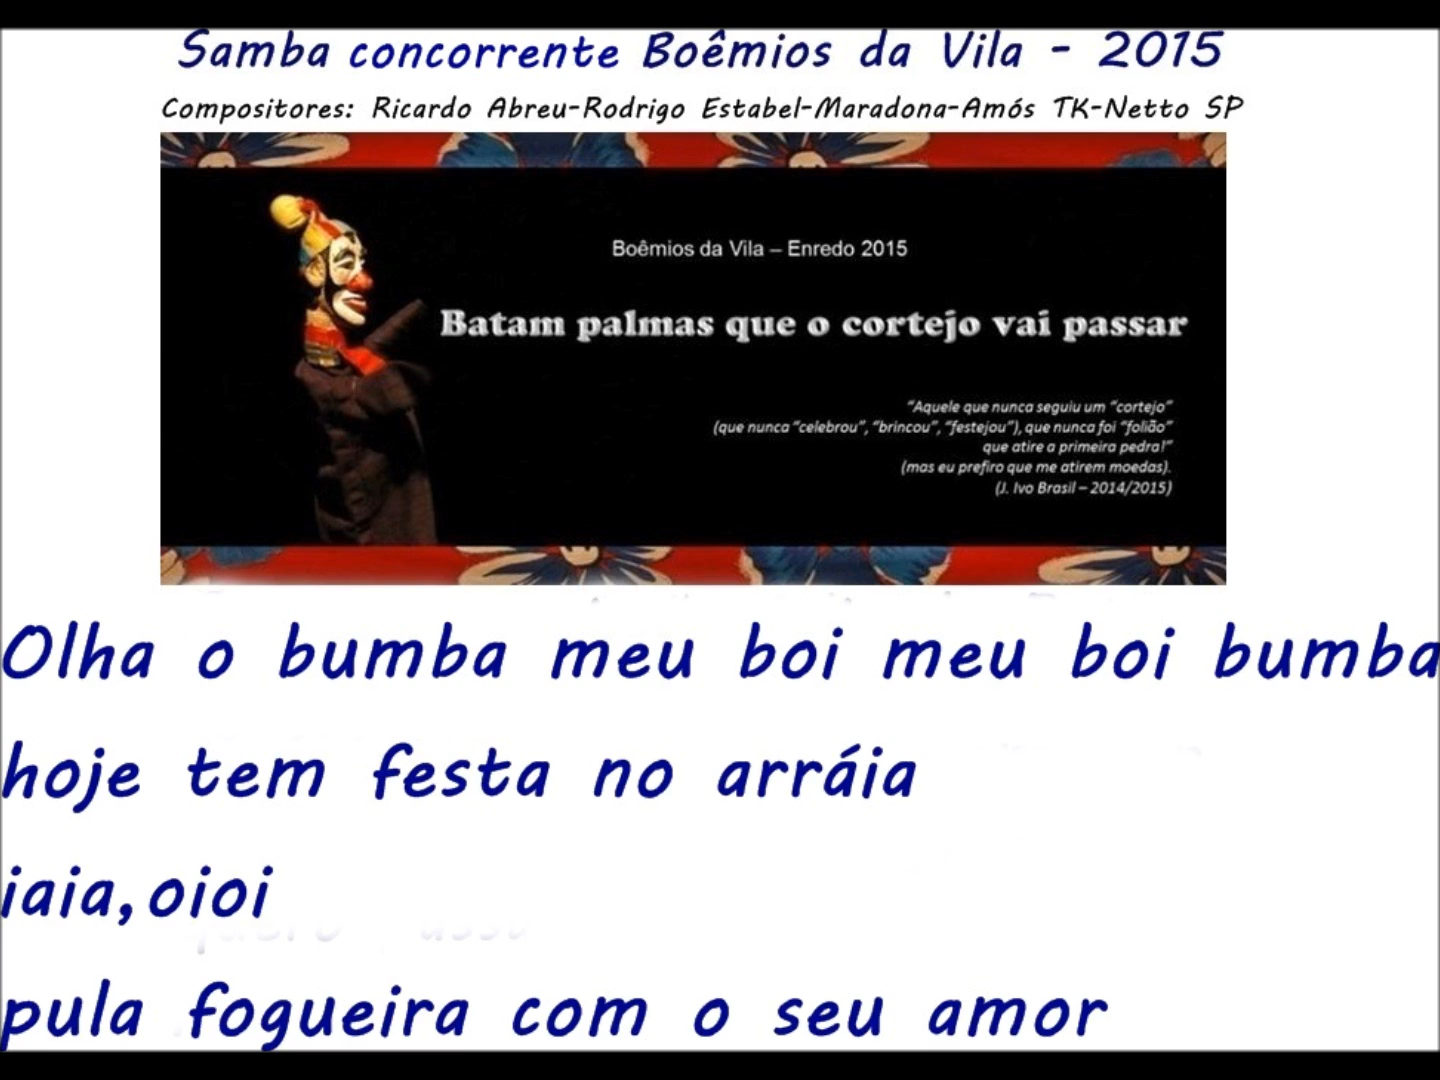 Samba concorrente Boêmios da Vila - 2015
Compositores: Ricardo Abreu-Rodrigo Estabel-Maradona-Amós TK-Netto SP
Boêmios da Vila – Enredo 2015
Batam palmas que o cortejo vai passar
“Aquele que nunca seguiu um “cortejo”
(que nunca “celebrou”, “brincou”, “festejou”), que nunca foi “folião”
que atire a primeira pedra!”
(mas eu prefiro que me atirem moedas).
(J. Ivo Brasil – 2014/2015)
Olha o bumba meu boi meu boi bumba
hoje tem festa no arráia
iaia,oioi
pula fogueira com o seu amor